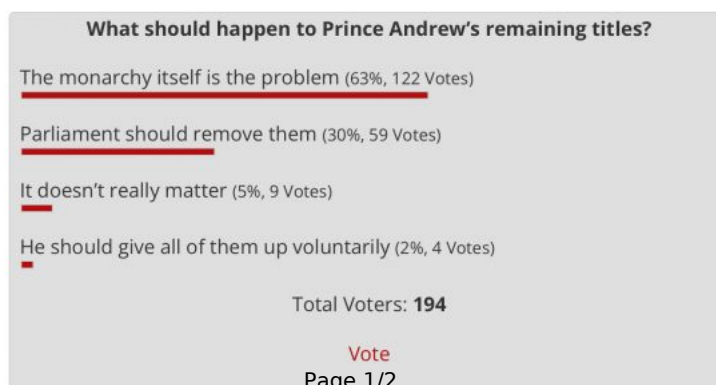 What should happen to Prince Andrew’s remaining titles?
The monarchy itself is the problem (63%, 122 Votes)
Parliament should remove them (30%, 59 Votes)
It doesn’t really matter (5%, 9 Votes)
He should give all of them up voluntarily (2%, 4 Votes)
Total Voters: 194
Vote
Page 1/2